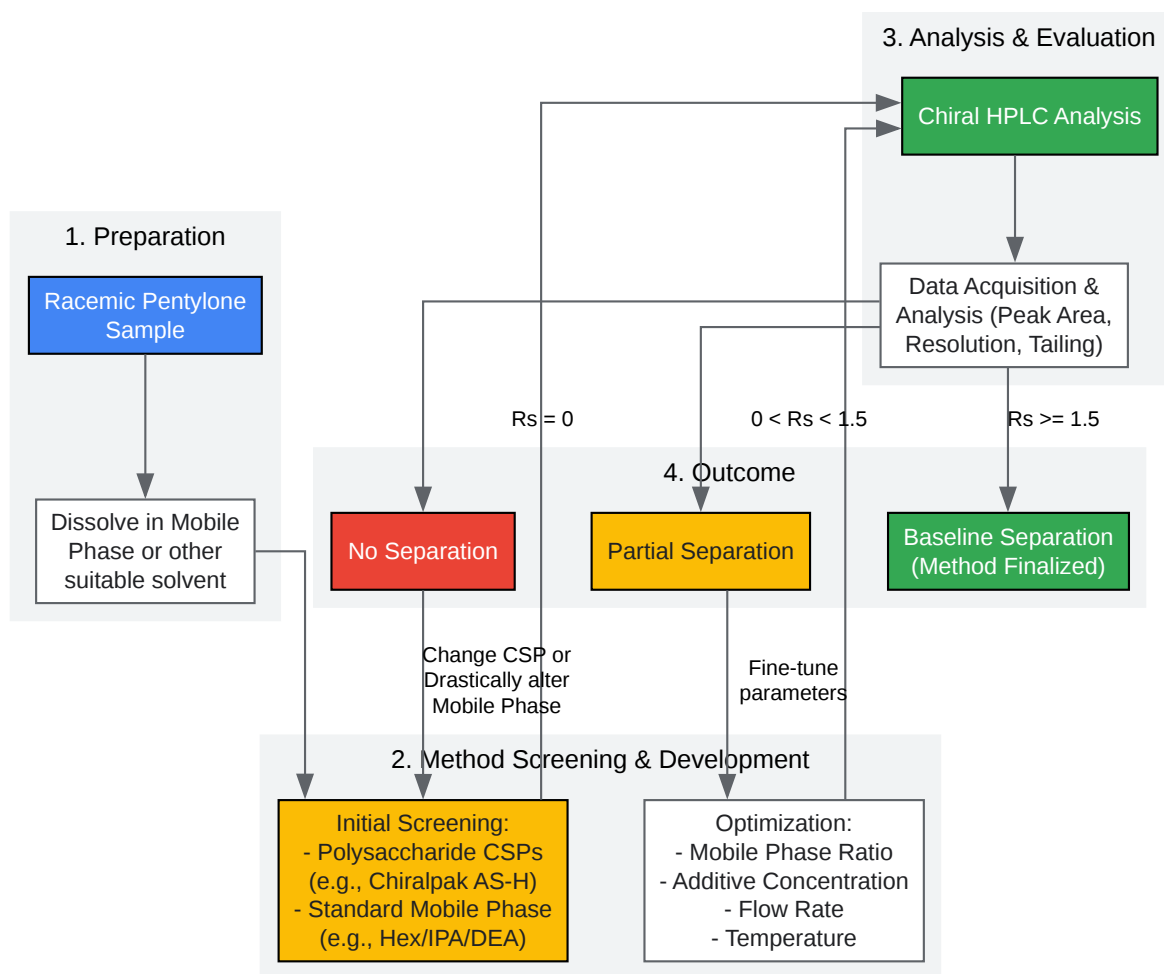 3. Analysis & Evaluation
Chiral HPLC Analysis
1. Preparation
Racemic Pentylone
Sample
Data Acquisition &
Analysis (Peak Area,
Resolution, Tailing)
Rs = 0
0 < Rs < 1.5
Rs >= 1.5
4. Outcome
Dissolve in Mobile
Phase or other
suitable solvent
No Separation
Partial Separation
Baseline Separation
(Method Finalized)
Change CSP or
Drastically alter
Mobile Phase
Fine-tune
parameters
2. Method Screening & Development
Initial Screening:
- Polysaccharide CSPs
(e.g., Chiralpak AS-H)
- Standard Mobile Phase
(e.g., Hex/IPA/DEA)
Optimization:
- Mobile Phase Ratio
- Additive Concentration
- Flow Rate
- Temperature